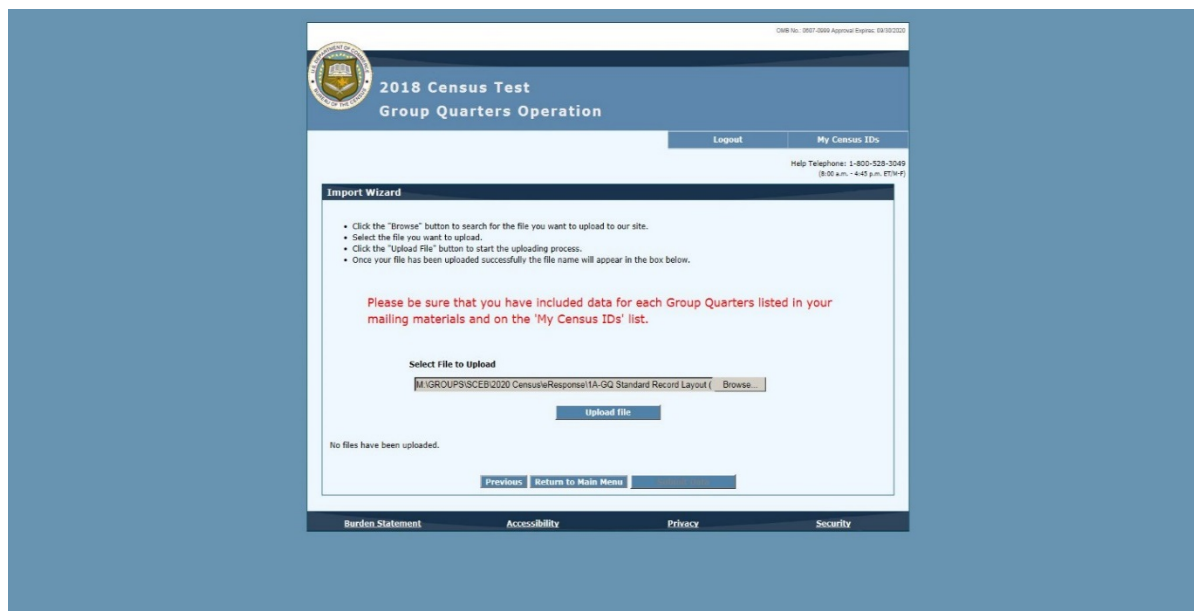 OMB No.: 0607-0999 Approval Expires: 09/30/2020
2018 Census Test
Group Quarters Operation
Logout
My Census IDs
Help Telephone: 1-800-528-3049
(8:00 a.m. - 4:45 p.m. ET/M-F)
Import Wizard
• Click the "Browse" button to search for the file you want to upload to our site.
• Select the file you want to upload.
• Click the "Upload File" button to start the uploading process.
• Once your file has been uploaded successfully the file name will appear in the box below.
Please be sure that you have included data for each Group Quarters listed in your
mailing materials and on the 'My Census IDs' list.
Select File to Upload
M:\GROUPS\SCEB\2020 Census\eResponse\1A-GQ Standard Record Layout (
Browse...
Upload file
No files have been uploaded.
Previous
Return to Main Menu
Burden Statement
Accessibility
Privacy
Security